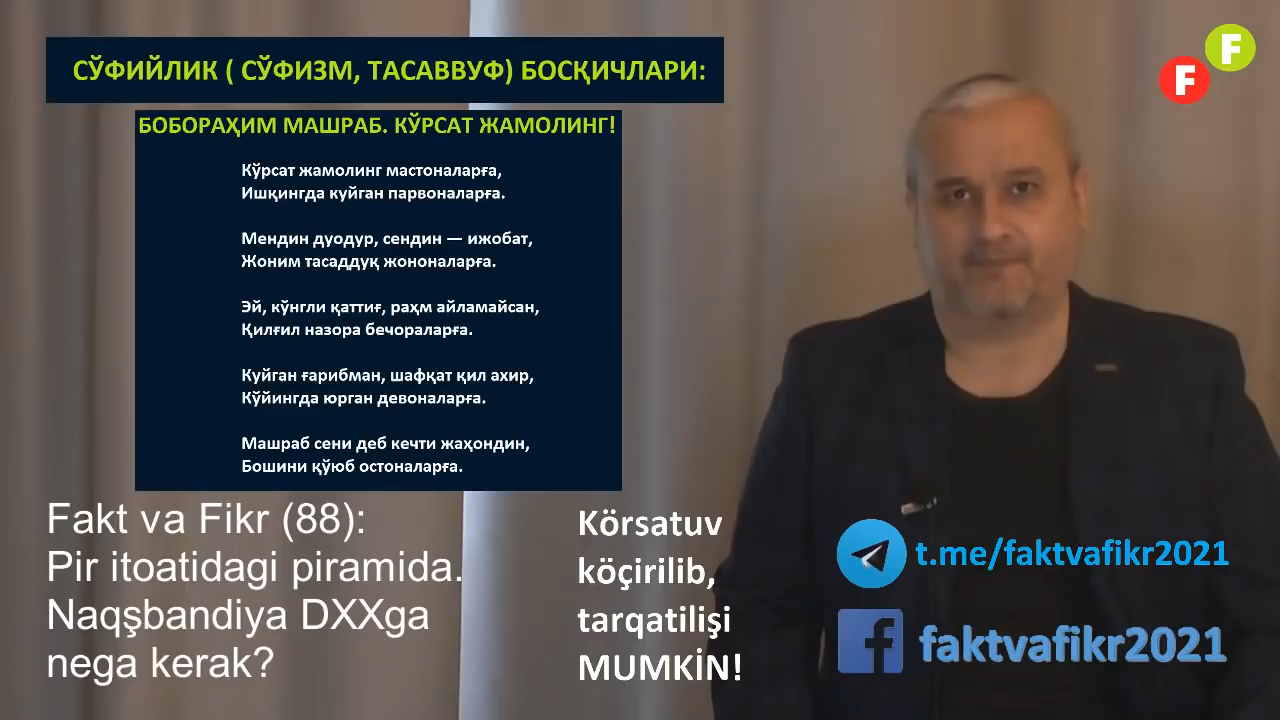 СЎФИЙЛИК ( СЎФИЗМ, ТАСАВВУФ) БОСҚИЧЛАРИ:
БОБОРАҲИМ МАШРАБ. КЎРСАТ ЖАМОЛИНГ!
Кўрсат жамолинг мастоналарға,
Ишқингда куйган парвоналарға.
Мендин дуодур, сендин — ижобат,
Жоним тасаддуқ жононаларға.
Эй, кўнгли қаттиғ, раҳм айламайсан,
Қилғил назора бечораларға.
Куйган ғарибман, шафқат қил ахир,
Кўйингда юрган девоналарға.
Машраб сени деб кечти жаҳондин,
Бошини қўюб остоналарға.
F
F
Fakt va Fikr (88):
Pir itoatidagi piramida.
Naqşbandiya DXXga
nega kerak?
Körsatuv
köçirilib,
tarqatilişi
MUMKİN!
t.me/faktvafikr2021
f
faktvafikr2021